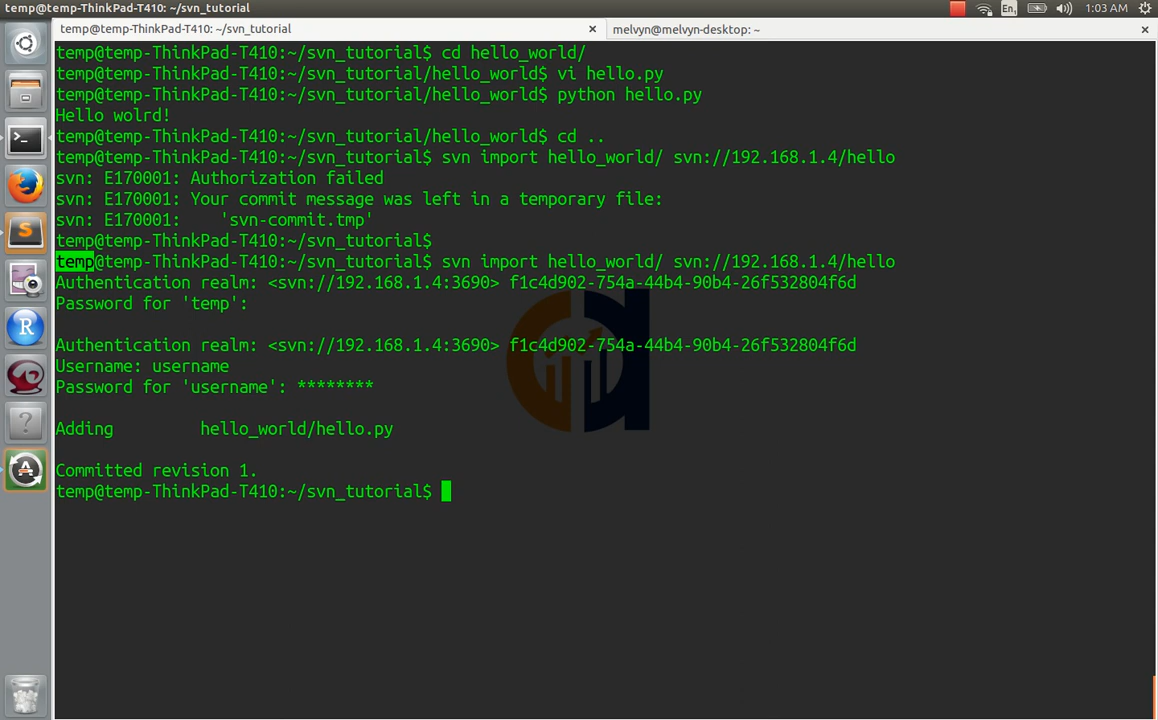 temp@temp-ThinkPad-T410: ~/svn_tutorial
En₁
1:03 AM
temp@temp-ThinkPad-T410: ~/svn_tutorial
melvyn@melvyn-desktop: ~
temp@temp-ThinkPad-T410:~/svn_tutorial$ cd hello_world/
temp@temp-ThinkPad-T410:~/svn_tutorial/hello_world$ vi hello.py
temp@temp-ThinkPad-T410:~/svn_tutorial/hello_world$ python hello.py
Hello wolrd!
temp@temp-ThinkPad-T410:~/svn_tutorial/hello_world$ cd ..
temp@temp-ThinkPad-T410:~/svn_tutorial$ svn import hello_world/ svn://192.168.1.4/hello
svn: E170001: Authorization failed
svn: E170001: Your commit message was left in a temporary file:
svn: E170001:    'svn-commit.tmp'
temp@temp-ThinkPad-T410:~/svn_tutorial$
temp@temp-ThinkPad-T410:~/svn_tutorial$ svn import hello_world/ svn://192.168.1.4/hello
Authentication realm: <svn://192.168.1.4:3690> f1c4d902-754a-44b4-90b4-26f532804f6d
Password for 'temp':
Authentication realm: <svn://192.168.1.4:3690> f1c4d902-754a-44b4-90b4-26f532804f6d
Username: username
Password for 'username': ********
Adding         hello_world/hello.py
Committed revision 1.
temp@temp-ThinkPad-T410:~/svn_tutorial$